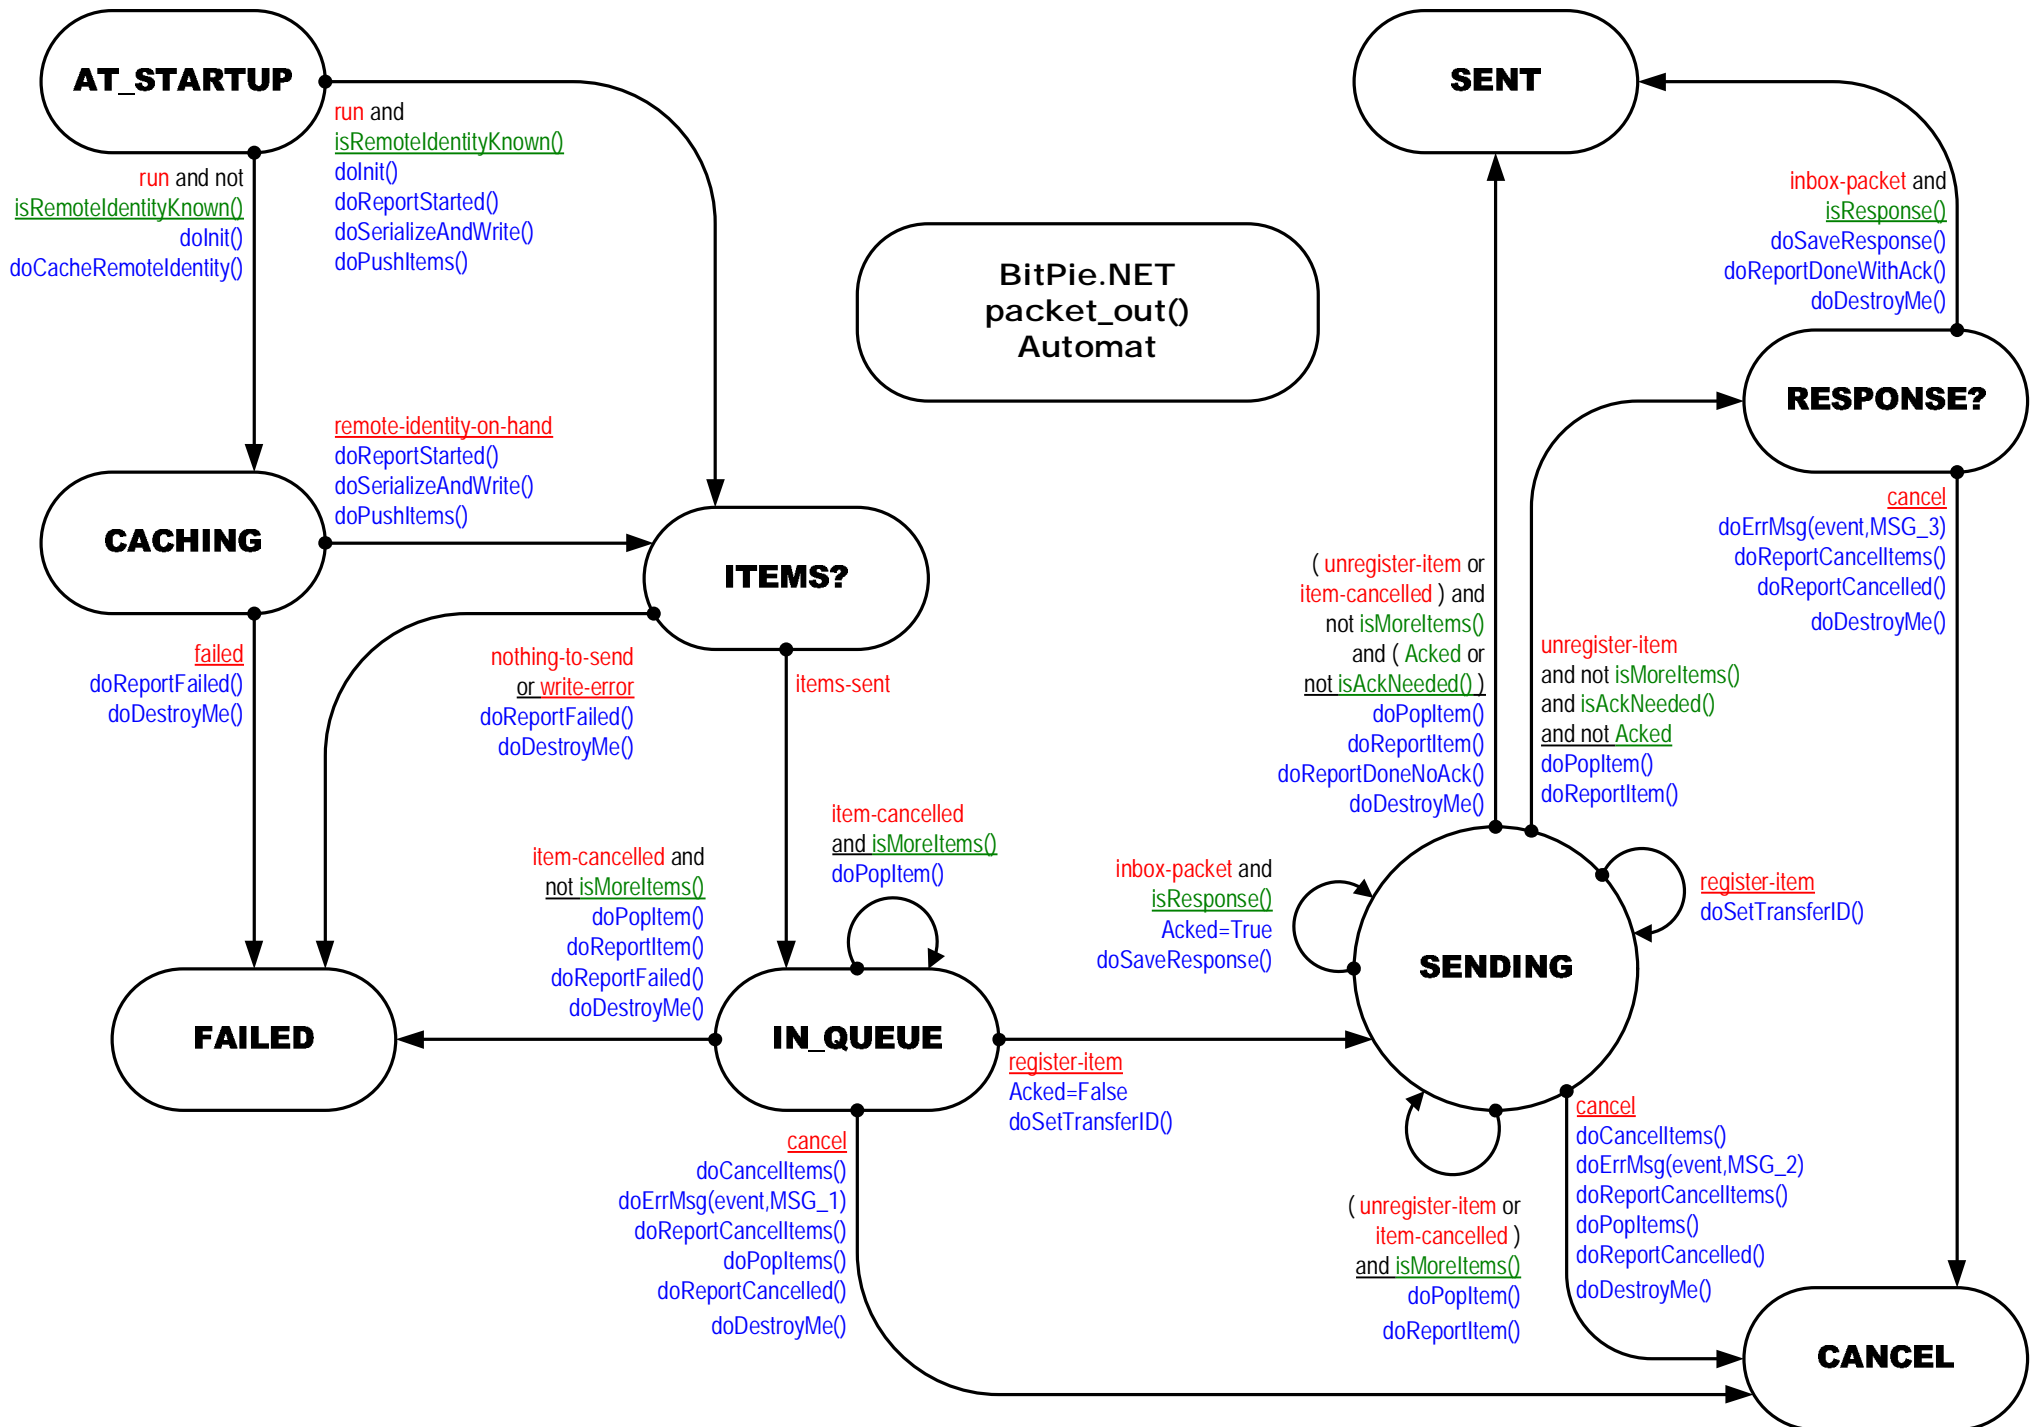 AT_STARTUP
run and
isRemoteIdentityKnown()
doInit()
doReportStarted()
doSerializeAndWrite()
doPushItems()
run and not
isRemoteIdentityKnown()
doInit()
doCacheRemoteIdentity()
BitPie.NET
packet_out()
Automat
SENT
inbox-packet and
isResponse()
doSaveResponse()
doReportDoneWithAck()
doDestroyMe()
RESPONSE?
remote-identity-on-hand
doReportStarted()
doSerializeAndWrite()
doPushItems()
CACHING
ITEMS?
cancel
doErrMsg(event,MSG_3)
doReportCancelItems()
doReportCancelled()
doDestroyMe()
failed
doReportFailed()
doDestroyMe()
nothing-to-send
or write-error
doReportFailed()
doDestroyMe()
items-sent
( unregister-item or
item-cancelled ) and
not isMoreItems()
and ( Acked or
not isAckNeeded() )
doPopItem()
doReportItem()
doReportDoneNoAck()
doDestroyMe()
unregister-item
and not isMoreItems()
and isAckNeeded()
and not Acked
doPopItem()
doReportItem()
item-cancelled and
not isMoreItems()
doPopItem()
doReportItem()
doReportFailed()
doDestroyMe()
item-cancelled
and isMoreItems()
doPopItem()
inbox-packet and
isResponse()
Acked=True
doSaveResponse()
register-item
doSetTransferID()
SENDING
FAILED
IN_QUEUE
register-item
Acked=False
doSetTransferID()
cancel
doCancelItems()
doErrMsg(event,MSG_1)
doReportCancelItems()
doPopItems()
doReportCancelled()
doDestroyMe()
( unregister-item or
item-cancelled )
and isMoreItems()
doPopItem()
doReportItem()
cancel
doCancelItems()
doErrMsg(event,MSG_2)
doReportCancelItems()
doPopItems()
doReportCancelled()
doDestroyMe()
CANCEL